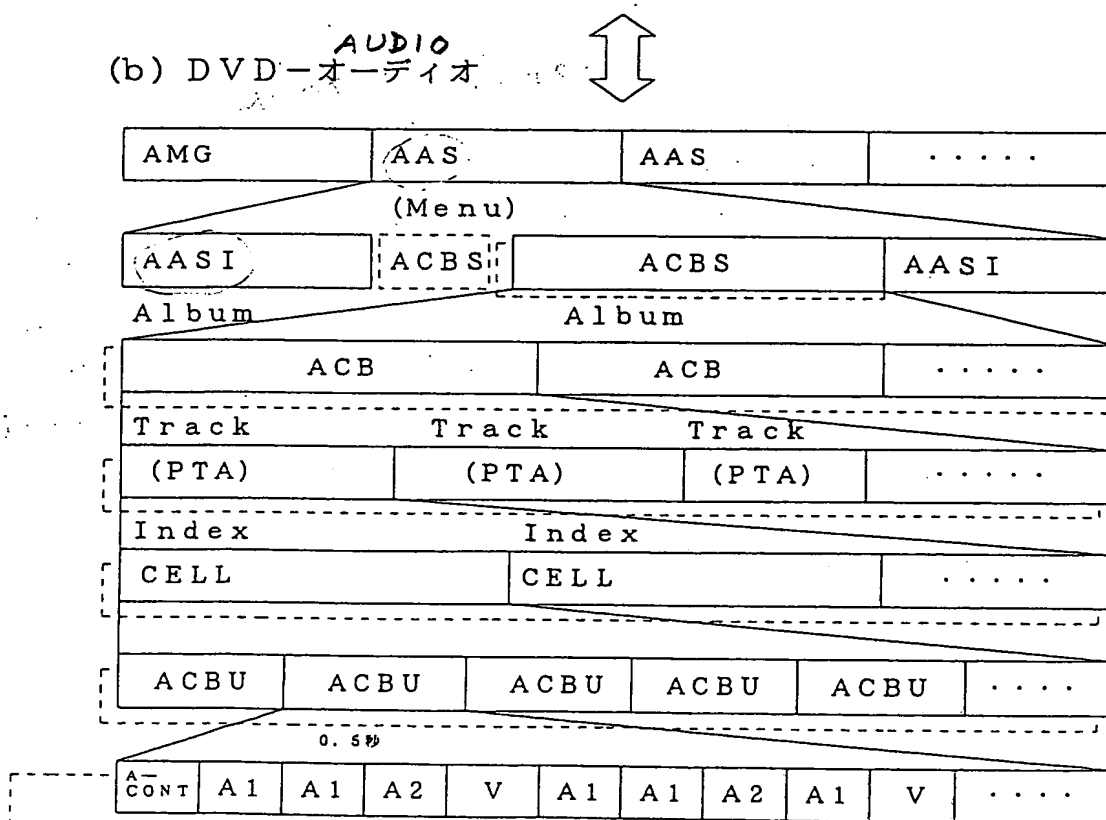 AUDIO
(b) DVD-オーディオ
AMG AAS AAS ·····
(Menu)
AASI ACBS ACBS AASI
Album Album
ACB ACB ·····
Track Track Track
(PTA) (PTA) (PTA) ·····
Index Index
CELL CELL ·····
ACBU ACBU ACBU ACBU ACBU ····
0.5秒
A-
CONT A1 A1 A2 V A1 A1 A2 A1 V ····